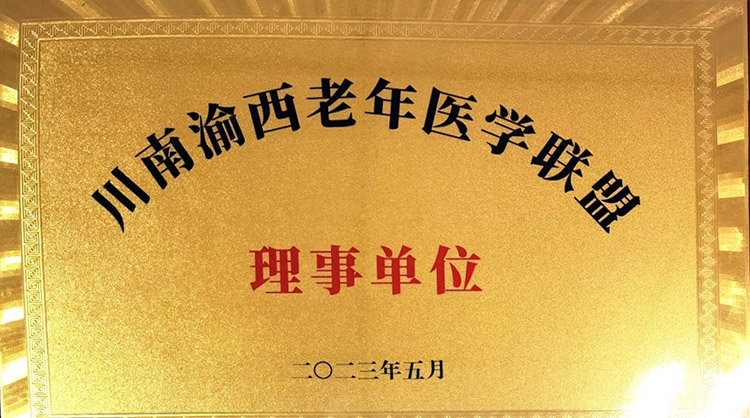 川南渝西老年医学联盟
理事单位
二〇二三年五月